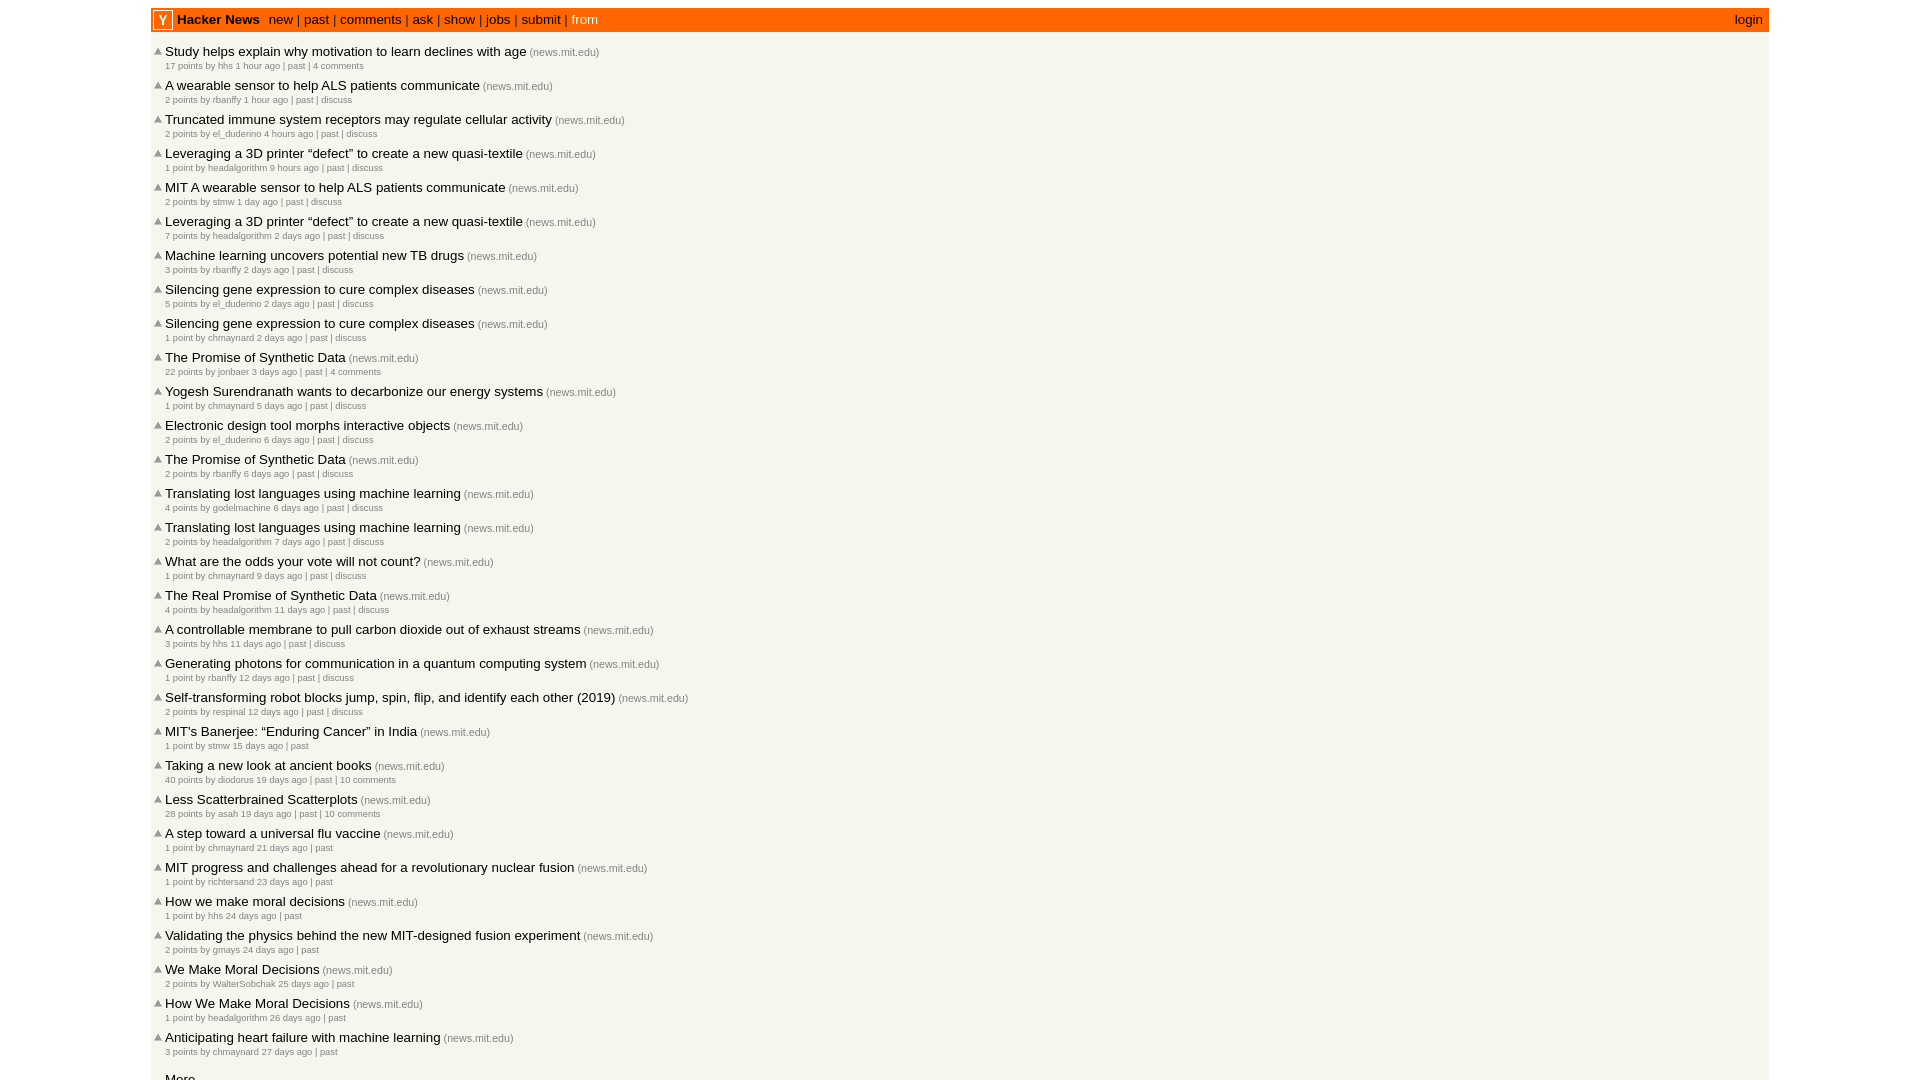 Y Hacker News new | past | comments | ask | show | jobs | submit | from login
Study helps explain why motivation to learn declines with age (news.mit.edu)
17 points by hhs 1 hour ago | past | 4 comments
A wearable sensor to help ALS patients communicate (news.mit.edu)
2 points by rbanffy 1 hour ago | past | discuss
Truncated immune system receptors may regulate cellular activity (news.mit.edu)
2 points by el_duderino 4 hours ago | past | discuss
Leveraging a 3D printer “defect” to create a new quasi-textile (news.mit.edu)
1 point by headalgorithm 9 hours ago | past | discuss
MIT A wearable sensor to help ALS patients communicate (news.mit.edu)
2 points by stmw 1 day ago | past | discuss
Leveraging a 3D printer “defect” to create a new quasi-textile (news.mit.edu)
7 points by headalgorithm 2 days ago | past | discuss
Machine learning uncovers potential new TB drugs (news.mit.edu)
3 points by rbanffy 2 days ago | past | discuss
Silencing gene expression to cure complex diseases (news.mit.edu)
5 points by el_duderino 2 days ago | past | discuss
Silencing gene expression to cure complex diseases (news.mit.edu)
1 point by chmaynard 2 days ago | past | discuss
The Promise of Synthetic Data (news.mit.edu)
22 points by jonbaer 3 days ago | past | 4 comments
Yogesh Surendranath wants to decarbonize our energy systems (news.mit.edu)
1 point by chmaynard 5 days ago | past | discuss
Electronic design tool morphs interactive objects (news.mit.edu)
2 points by el_duderino 6 days ago | past | discuss
The Promise of Synthetic Data (news.mit.edu)
2 points by rbanffy 6 days ago | past | discuss
Translating lost languages using machine learning (news.mit.edu)
4 points by godelmachine 6 days ago | past | discuss
Translating lost languages using machine learning (news.mit.edu)
2 points by headalgorithm 7 days ago | past | discuss
What are the odds your vote will not count? (news.mit.edu)
1 point by chmaynard 9 days ago | past | discuss
The Real Promise of Synthetic Data (news.mit.edu)
4 points by headalgorithm 11 days ago | past | discuss
A controllable membrane to pull carbon dioxide out of exhaust streams (news.mit.edu)
3 points by hhs 11 days ago | past | discuss
Generating photons for communication in a quantum computing system (news.mit.edu)
1 point by rbanffy 12 days ago | past | discuss
Self-transforming robot blocks jump, spin, flip, and identify each other (2019) (news.mit.edu)
2 points by respinal 12 days ago | past | discuss
MIT's Banerjee: “Enduring Cancer” in India (news.mit.edu)
1 point by stmw 15 days ago | past
Taking a new look at ancient books (news.mit.edu)
40 points by diodorus 19 days ago | past | 10 comments
Less Scatterbrained Scatterplots (news.mit.edu)
28 points by asah 19 days ago | past | 10 comments
A step toward a universal flu vaccine (news.mit.edu)
1 point by chmaynard 21 days ago | past
MIT progress and challenges ahead for a revolutionary nuclear fusion (news.mit.edu)
1 point by richtersand 23 days ago | past
How we make moral decisions (news.mit.edu)
1 point by hhs 24 days ago | past
Validating the physics behind the new MIT-designed fusion experiment (news.mit.edu)
2 points by gmays 24 days ago | past
We Make Moral Decisions (news.mit.edu)
2 points by WalterSobchak 25 days ago | past
How We Make Moral Decisions (news.mit.edu)
1 point by headalgorithm 26 days ago | past
Anticipating heart failure with machine learning (news.mit.edu)
3 points by chmaynard 27 days ago | past
More